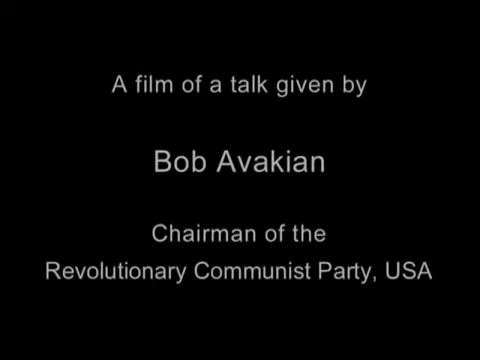 A film of a talk given by
Bob Avakian
Chairman of the
Revolutionary Communist Party, USA